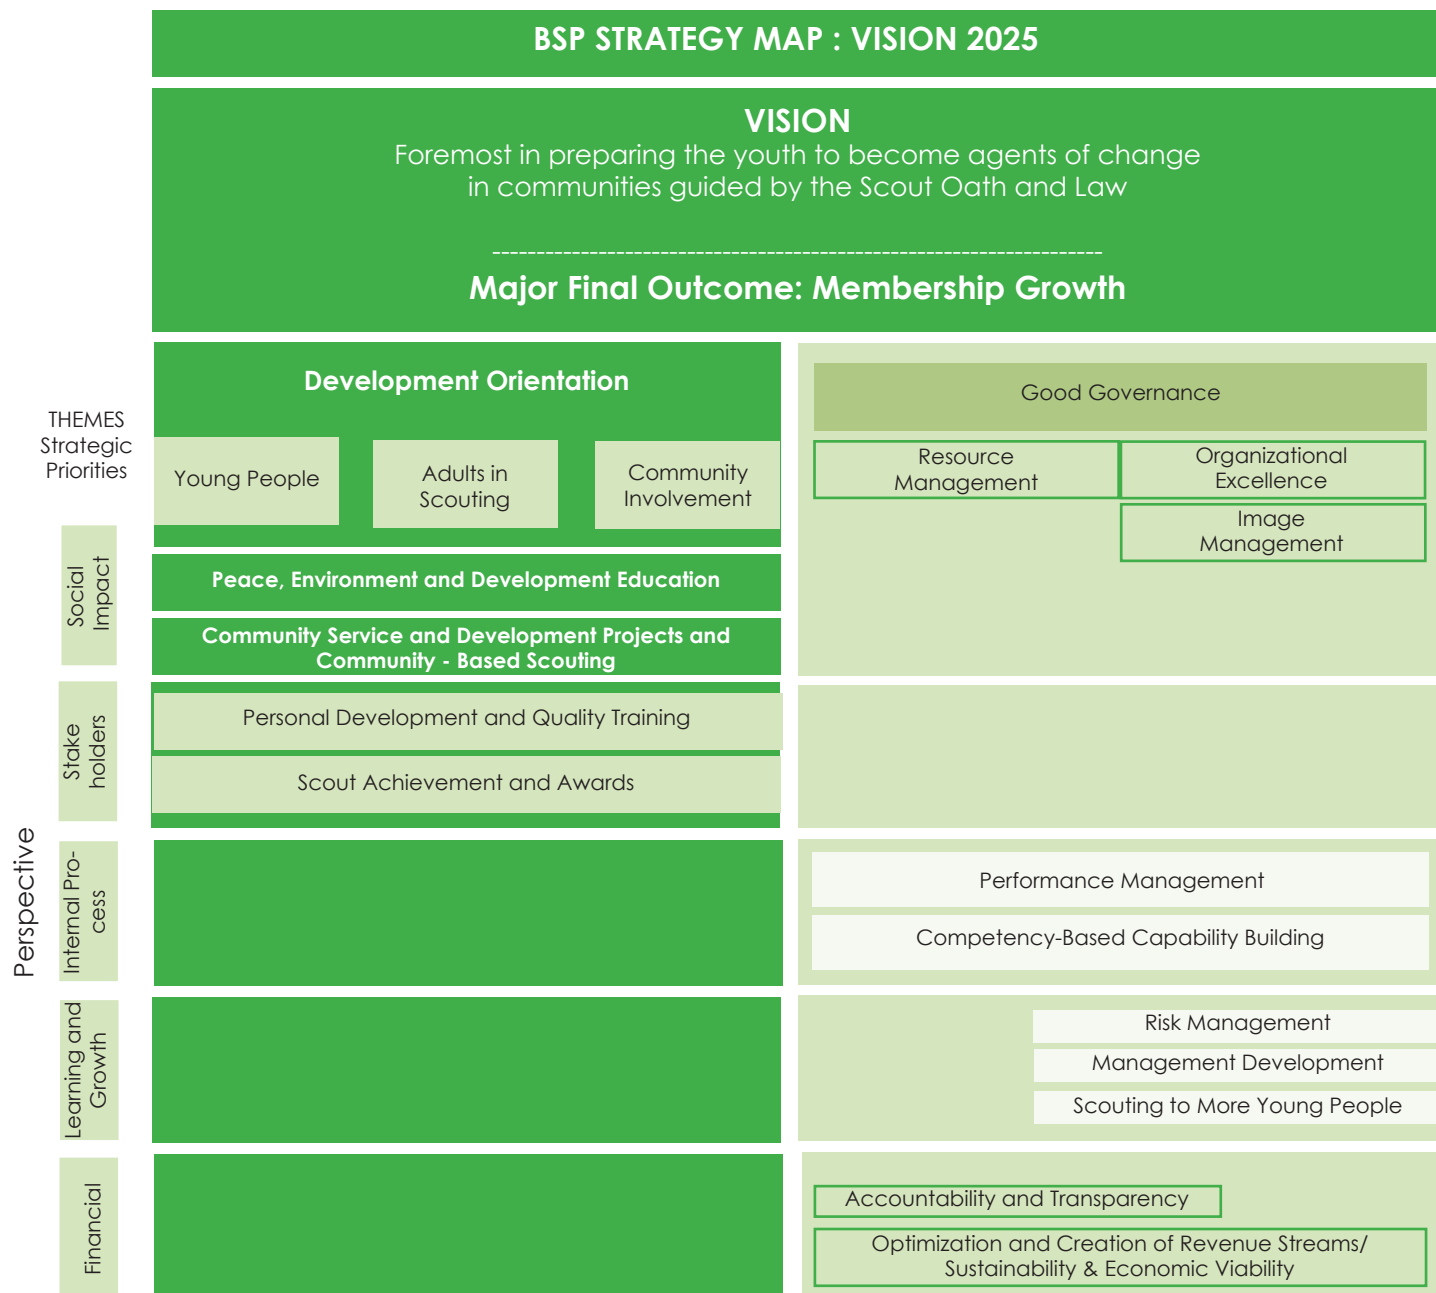 BSP STRATEGY MAP : VISION 2025
VISION
Foremost in preparing the youth to become agents of change
in communities guided by the Scout Oath and Law
---------------------------------------------------------------------
Major Final Outcome: Membership Growth
THEMES
Strategic
Priorities
Development Orientation
Young People
Adults in
Scouting
Community
Involvement
Good Governance
Resource
Management
Organizational
Excellence
Image
Management
Perspective
Social
Impact
Peace, Environment and Development Education
Community Service and Development Projects and
Community - Based Scouting
Stake
holders
Personal Development and Quality Training
Scout Achievement and Awards
Internal Pro-
cess
Performance Management
Competency-Based Capability Building
Learning and
Growth
Risk Management
Management Development
Scouting to More Young People
Financial
Accountability and Transparency
Optimization and Creation of Revenue Streams/
Sustainability & Economic Viability